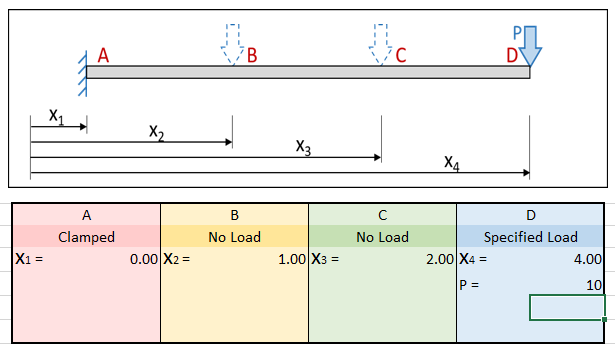 P
A B C D
X1
X2
X3
X4
A B C D
Clamped No Load No Load Specified Load
X1 = 0.00 X2 = 1.00 X3 = 2.00 X4 = 4.00
P = 10